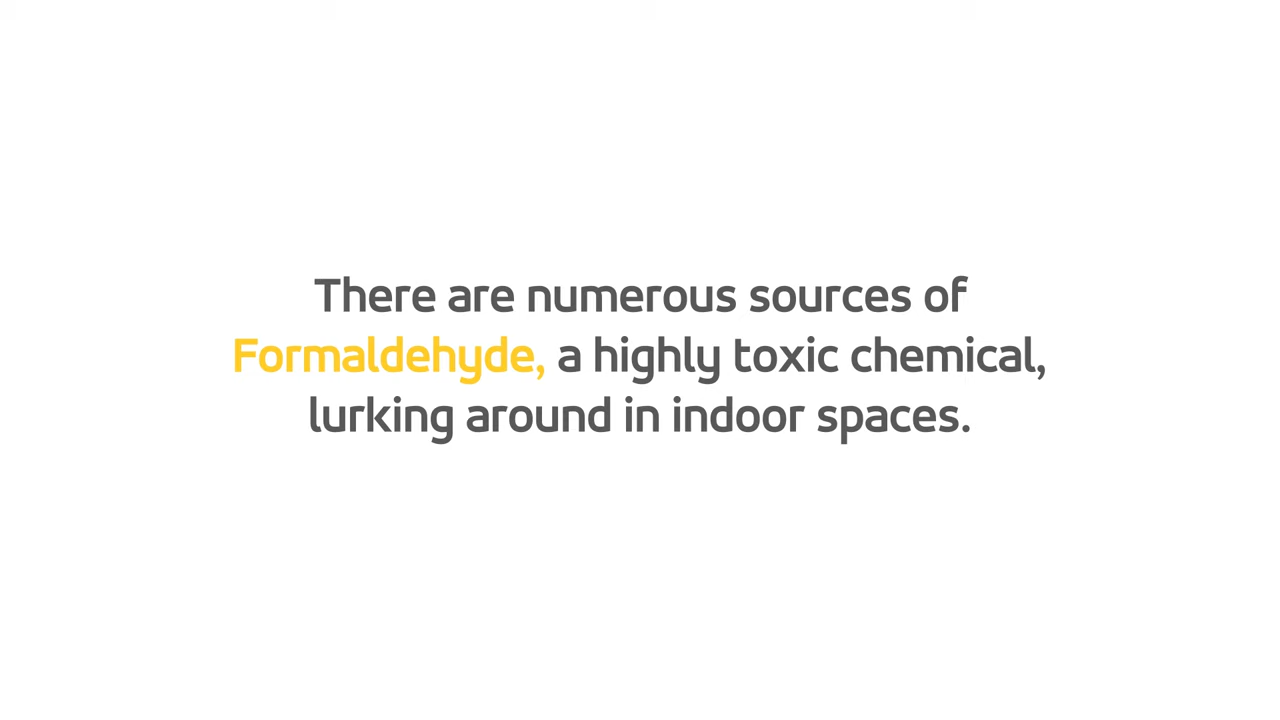 There are numerous sources of
Formaldehyde, a highly toxic chemical,
lurking around in indoor spaces.